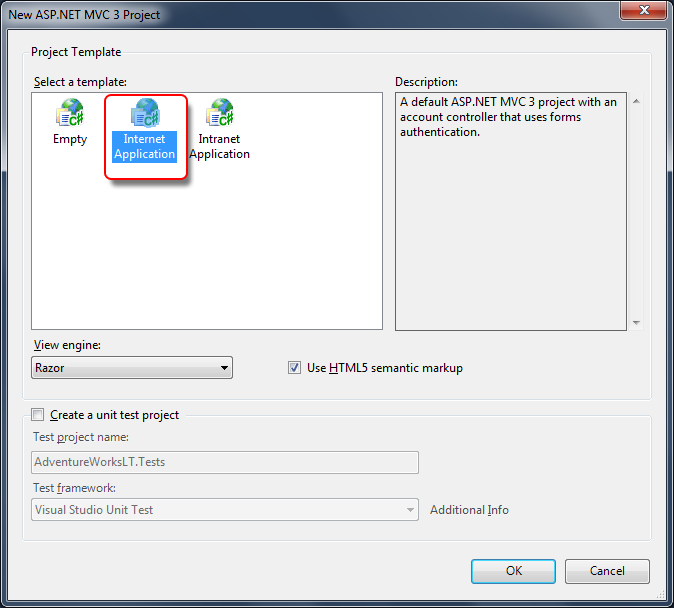 New ASP.NET MVC 3 Project
Project Template
Select a template:
Empty
Internet
Application
Intranet
Application
Description:
A default ASP.NET MVC 3 project with an
account controller that uses forms
authentication.
View engine:
Razor
Use HTML5 semantic markup
Create a unit test project
Test project name:
AdventureWorksLT.Tests
Test framework:
Visual Studio Unit Test
Additional Info
OK
Cancel